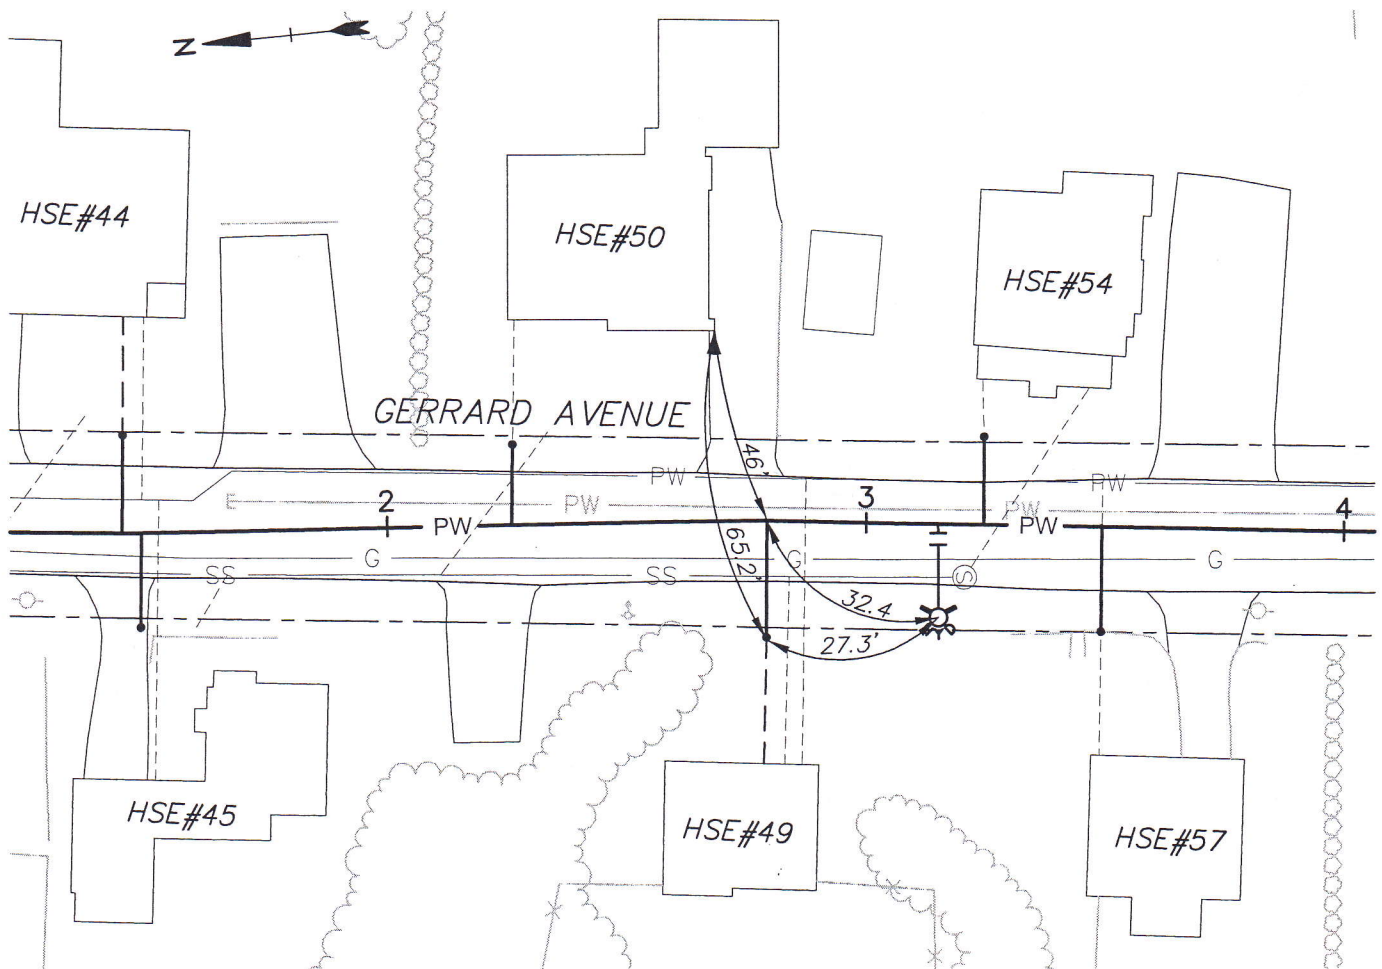 N
HSE#44
HSE#50
HSE#54
GERRARD AVENUE
46'
PW
PW
E
PW
PW
2
PW
3
PW
4
65.2'
G
G
G
SS
SS
S
32.4
27.3'
HSE#45
HSE#49
HSE#57